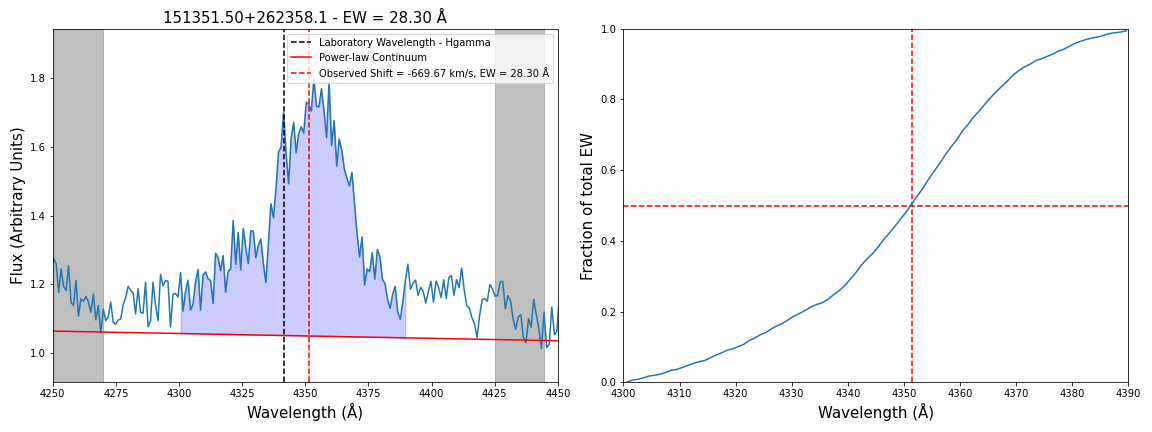 151351.50+262358.1 - EW = 28.30 Å
Laboratory Wavelength - Hgamma
Power-law Continuum
Observed Shift = -669.67 km/s, EW = 28.30 Å
Flux (Arbitrary Units)
1.8
1.6
1.4
1.2
1.0
4250 4275 4300 4325 4350 4375 4400 4425 4450
Wavelength (Å)
Fraction of total EW
1.0
0.8
0.6
0.4
0.2
0.0
4300 4310 4320 4330 4340 4350 4360 4370 4380 4390
Wavelength (Å)